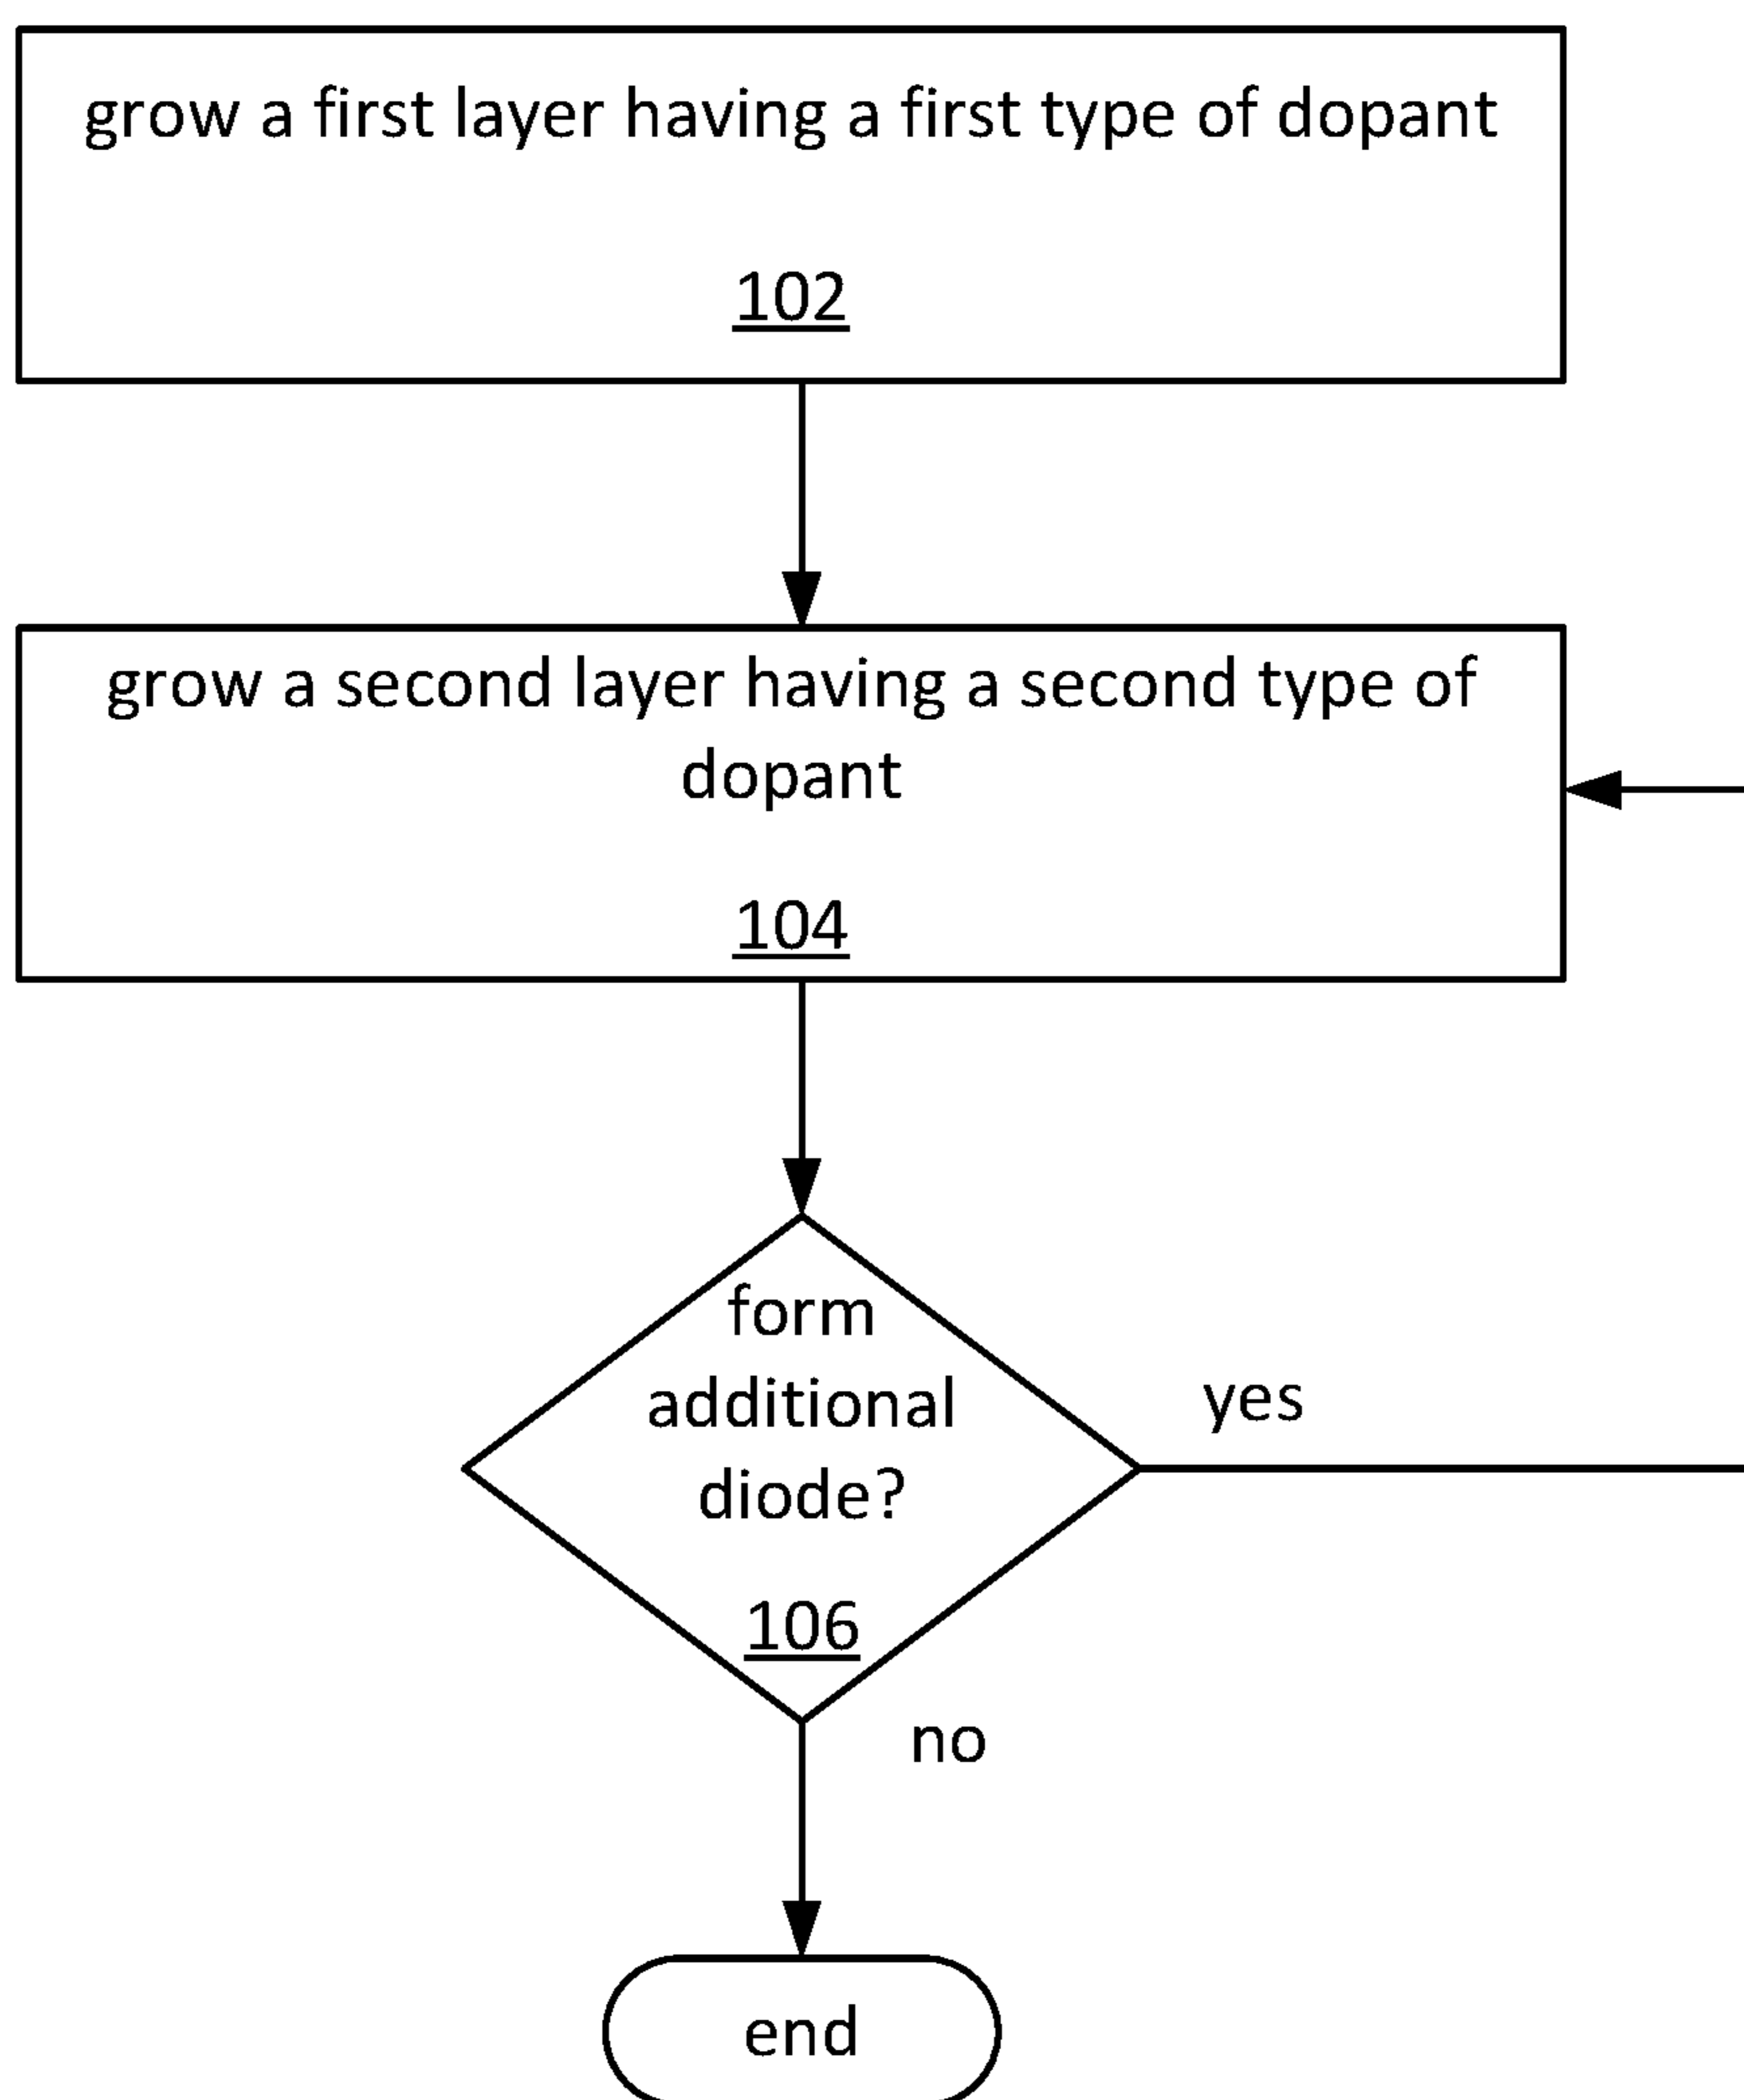 grow a first layer having a first type of dopant
102
grow a second layer having a second type of
dopant
104
form
additional
diode?
106
yes
no
end